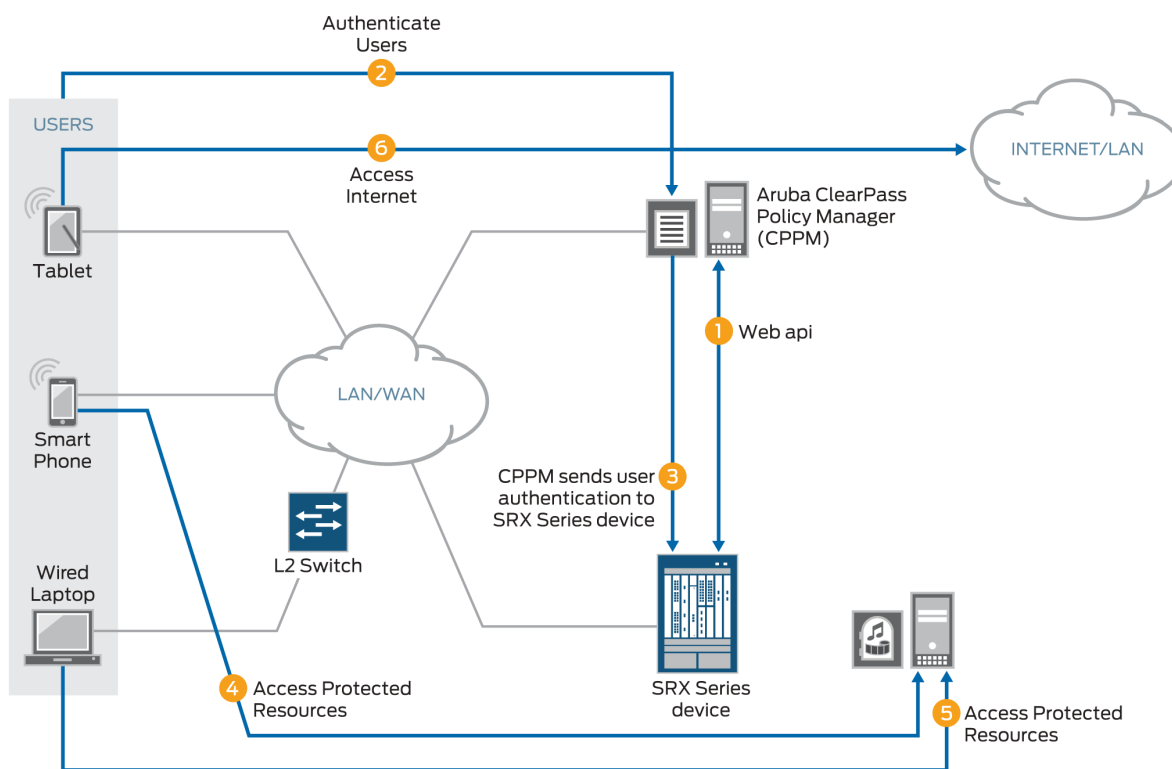 Authenticate
Users
2
USERS
6
Access
Internet
INTERNET/LAN
Aruba ClearPass
Policy Manager
(CPPM)
Tablet
1 Web api
LAN/WAN
Smart
Phone
CPPM sends user
authentication to
SRX Series device
3
L2 Switch
Wired
Laptop
SRX Series
device
4 Access Protected
Resources
5 Access Protected
Resources